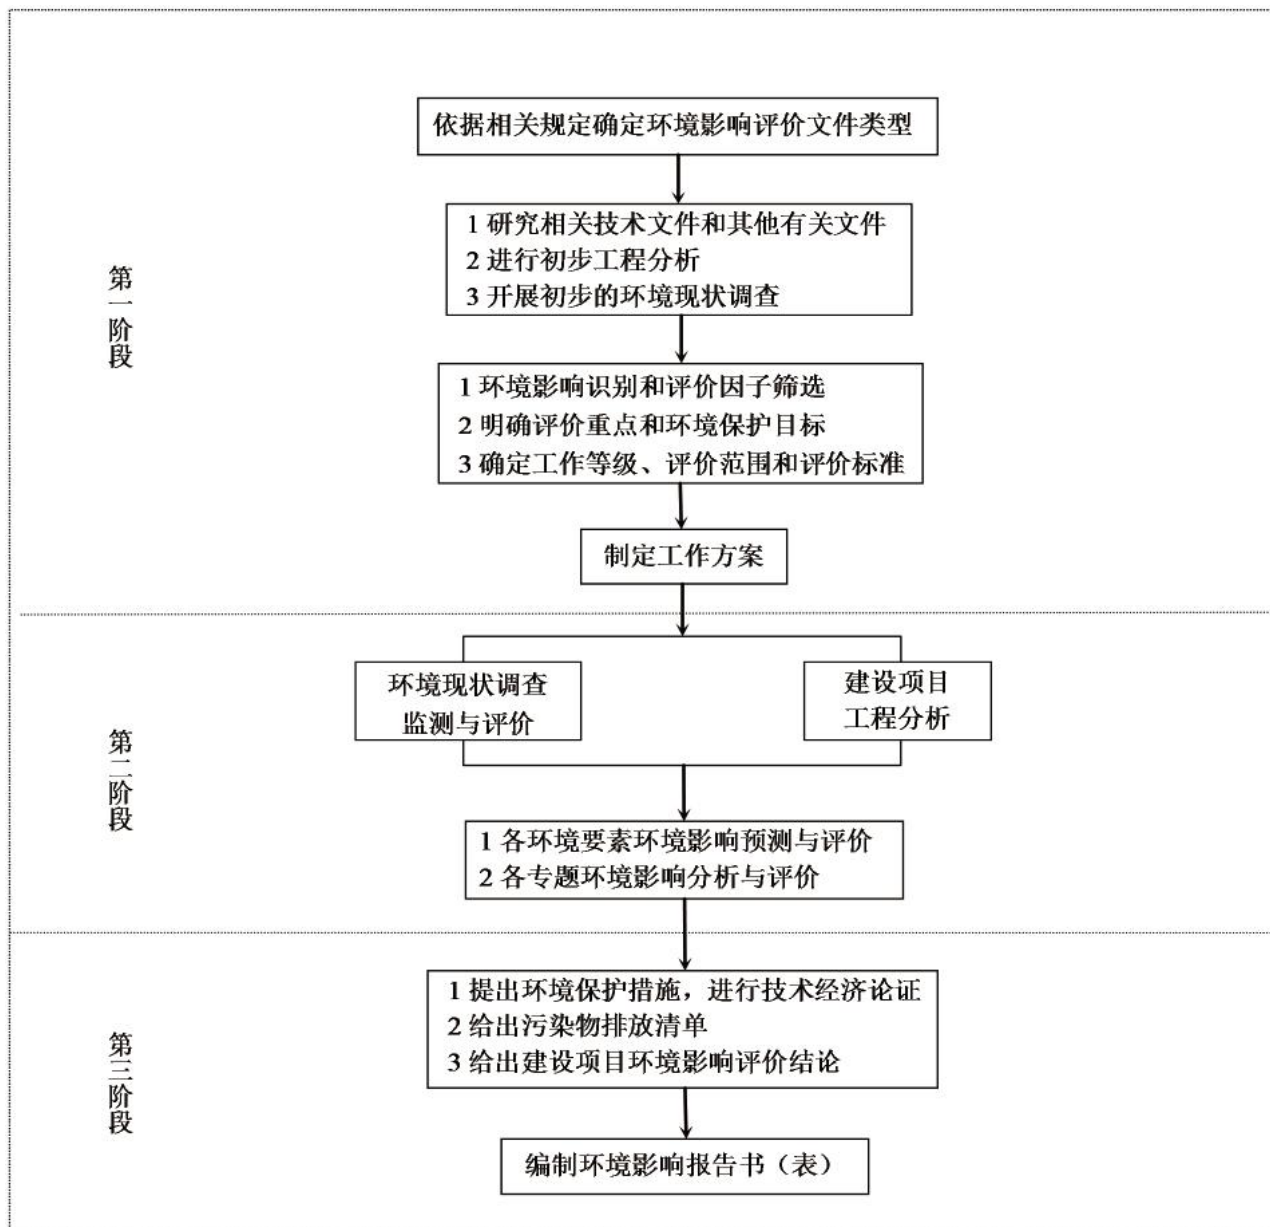 依据相关规定确定环境影响评价文件类型
1 研究相关技术文件和其他有关文件
2 进行初步工程分析
3 开展初步的环境现状调查
第一阶段
1 环境影响识别和评价因子筛选
2 明确评价重点和环境保护目标
3 确定工作等级、评价范围和评价标准
制定工作方案
环境现状调查
监测与评价
建设项目
工程分析
第二阶段
1 各环境要素环境影响预测与评价
2 各专题环境影响分析与评价
1 提出环境保护措施，进行技术经济论证
2 给出污染物排放清单
3 给出建设项目环境影响评价结论
第三阶段
编制环境影响报告书（表）